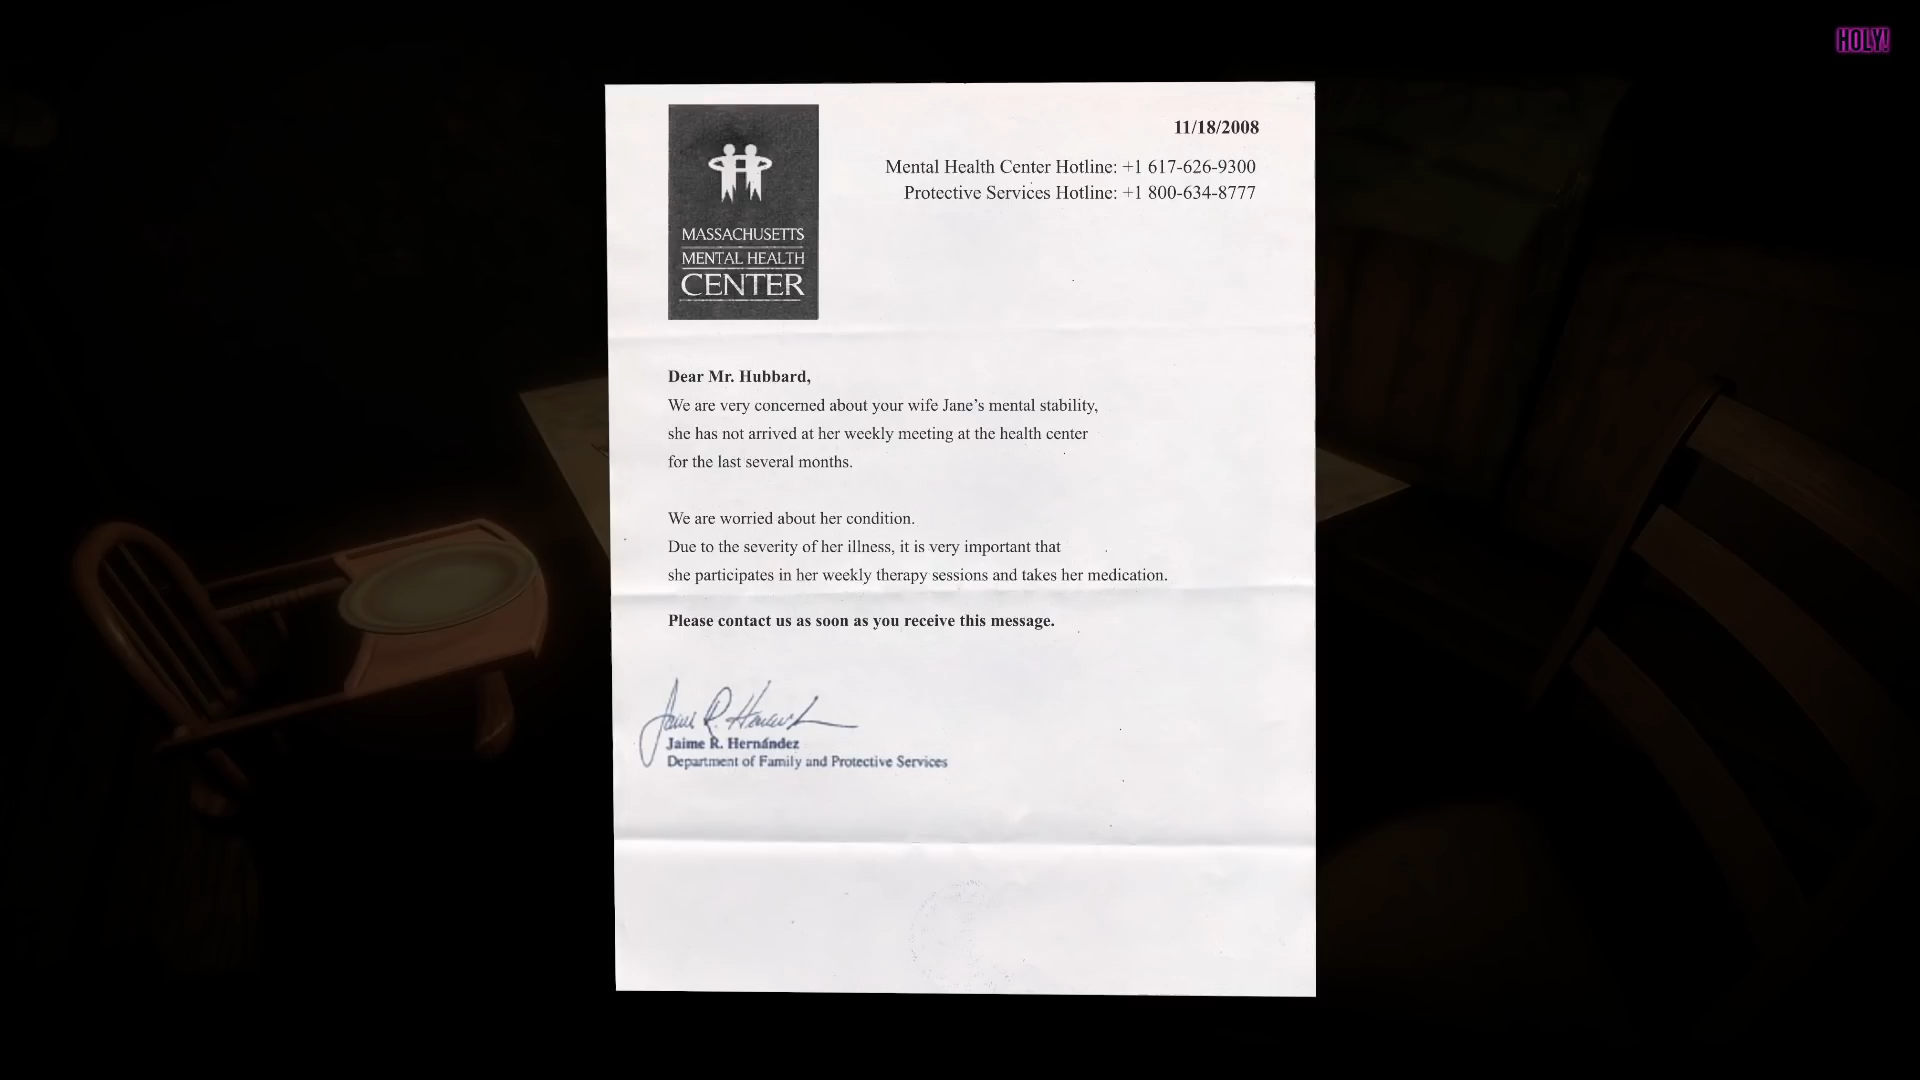 HOLY!
MASSACHUSETTS
MENTAL HEALTH
CENTER
11/18/2008
Mental Health Center Hotline: +1 617-626-9300
Protective Services Hotline: +1 800-634-8777
Dear Mr. Hubbard,
We are very concerned about your wife Jane's mental stability,
she has not arrived at her weekly meeting at the health center
for the last several months.
We are worried about her condition.
Due to the severity of her illness, it is very important that
she participates in her weekly therapy sessions and takes her medication.
Please contact us as soon as you receive this message.
Jaime R. Hernández
Department of Family and Protective Services